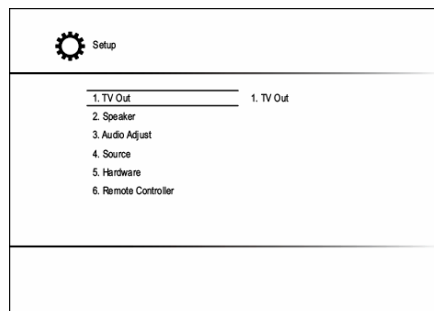 Setup
1. TV Out
1. TV Out
2. Speaker
3. Audio Adjust
4. Source
5. Hardware
6. Remote Controller